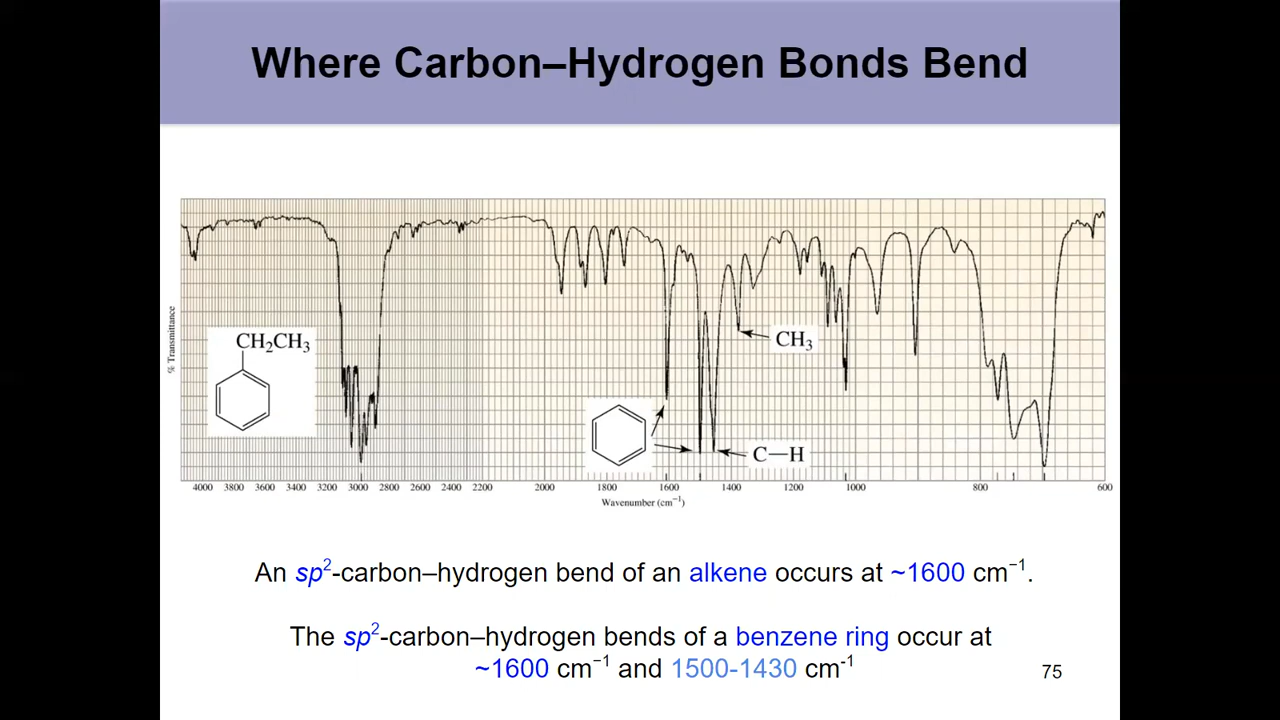 Where Carbon–Hydrogen Bonds Bend
% Transmittance
CH₂CH₃
CH₃
C—H
4000 3800 3600 3400 3200 3000 2800 2600 2400 2200 2000 1800 1600 1400 1200 1000 800 600
Wavenumber (cm⁻¹)
An sp²-carbon–hydrogen bend of an alkene occurs at ~1600 cm⁻¹.
The sp²-carbon–hydrogen bends of a benzene ring occur at
~1600 cm⁻¹ and 1500-1430 cm⁻¹
75